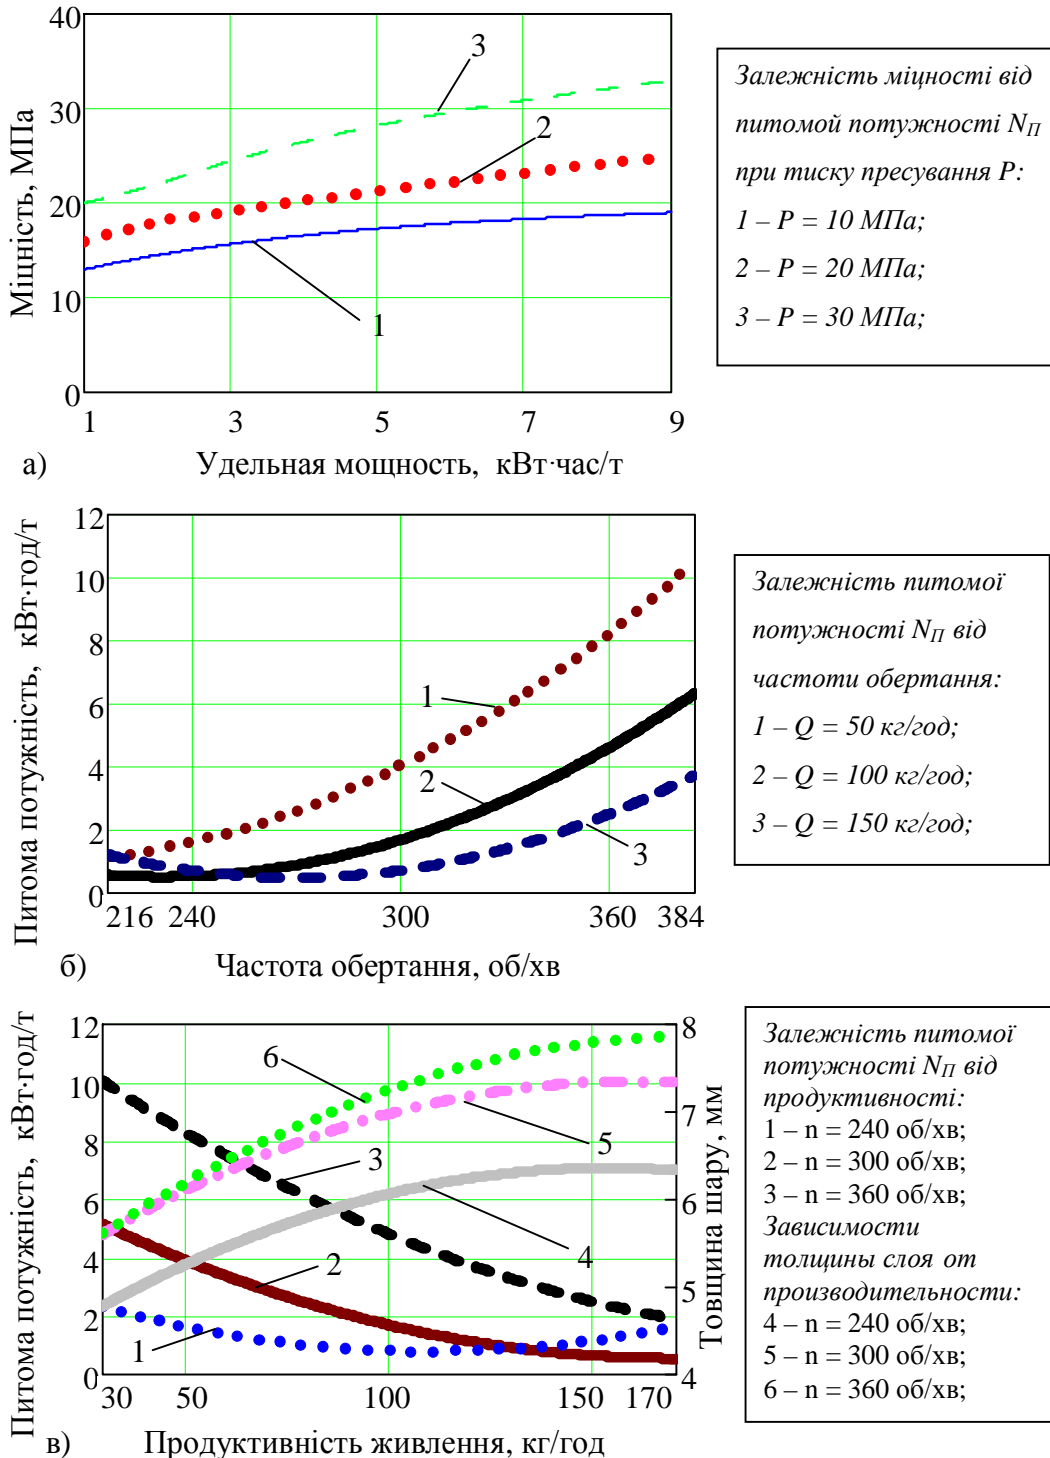 Міцність, МПа
40
30
20
10
0
1
3
5
7
9
3
2
1
а)
Удельная мощность, кВт·час/т
Залежність міцності від
питомой потужності NП
при тиску пресування P:
1 – P = 10 МПа;
2 – P = 20 МПа;
3 – P = 30 МПа;
Питома потужність, кВт·год/т
12
10
8
6
4
2
0
216
240
300
360
384
1
2
3
б)
Частота обертання, об/хв
Залежність питомої
потужності NП від
частоти обертання:
1 – Q = 50 кг/год;
2 – Q = 100 кг/год;
3 – Q = 150 кг/год;
Питома потужність, кВт·год/т
12
10
8
6
4
2
0
30
50
100
150
170
8
7
6
5
4
Товщина шару, мм
6
5
3
4
2
1
в)
Продуктивність живлення, кг/год
Залежність питомої
потужності NП від
продуктивності:
1 – n = 240 об/хв;
2 – n = 300 об/хв;
3 – n = 360 об/хв;
Зависимости
толщины слоя от
производительности:
4 – n = 240 об/хв;
5 – n = 300 об/хв;
6 – n = 360 об/хв;